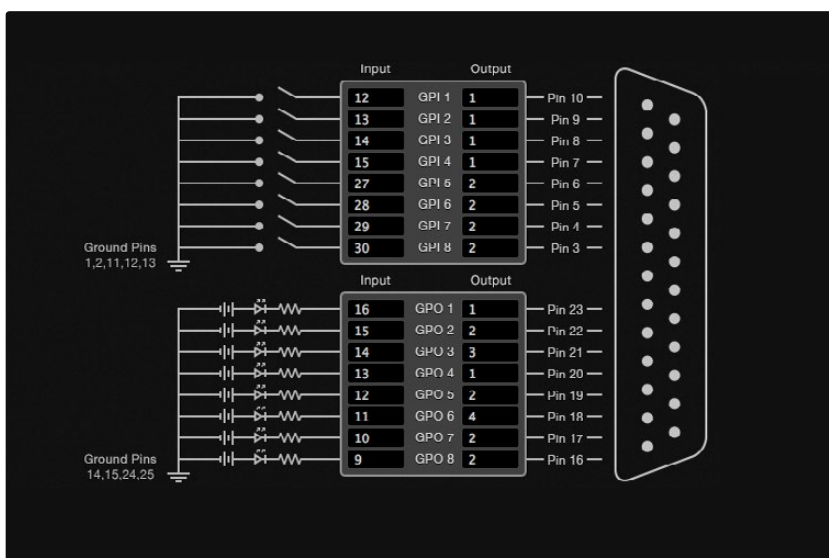 Input Output
12 GPI 1 1 Pin 10
13 GPI 2 1 Pin 9
14 GPI 3 1 Pin 8
15 GPI 4 1 Pin 7
27 GPI 5 2 Pin 6
28 GPI 6 2 Pin 5
29 GPI 7 2 Pin 4
30 GPI 8 2 Pin 3
Ground Pins
1,2,11,12,13
Input Output
16 GPO 1 1 Pin 23
15 GPO 2 2 Pin 22
14 GPO 3 3 Pin 21
13 GPO 4 1 Pin 20
12 GPO 5 2 Pin 19
11 GPO 6 4 Pin 18
10 GPO 7 2 Pin 17
9 GPO 8 2 Pin 16
Ground Pins
14,15,24,25